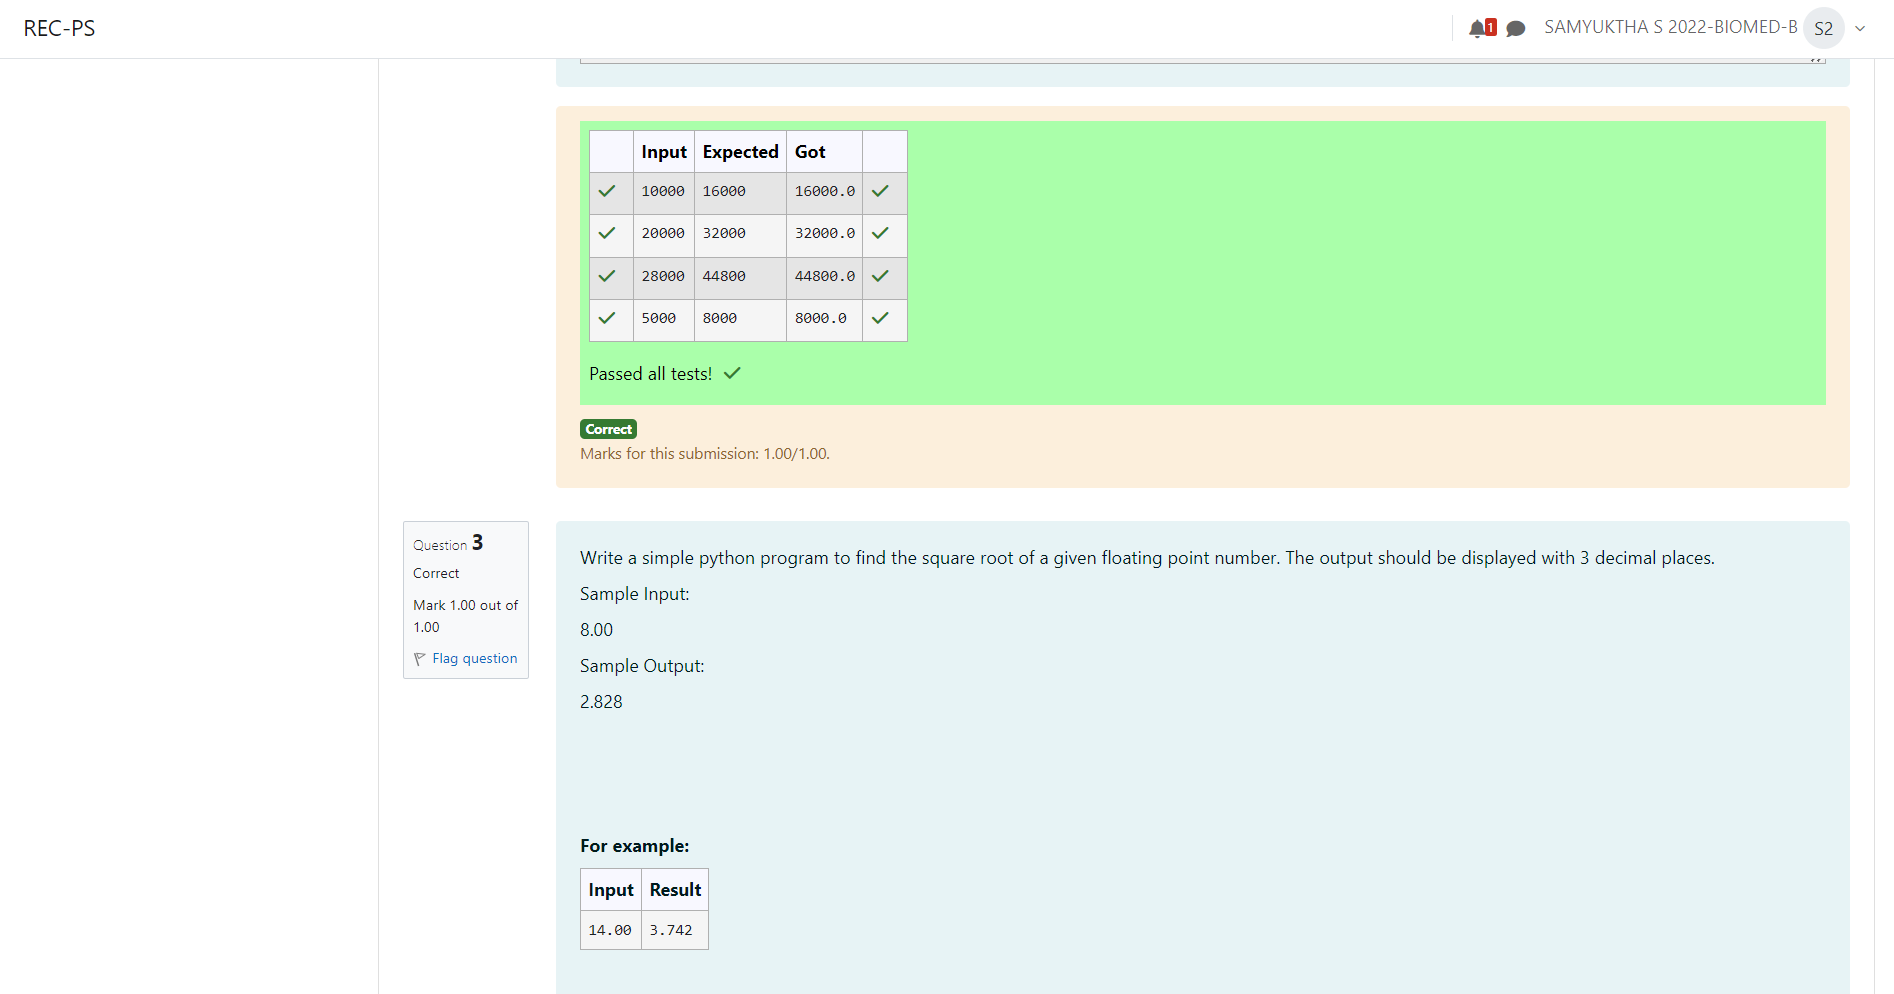 REC-PS
1
SAMYUKTHA S 2022-BIOMED-B
S2
Input Expected Got
10000 16000 16000.0
20000 32000 32000.0
28000 44800 44800.0
5000 8000 8000.0
Passed all tests!
Correct
Marks for this submission: 1.00/1.00.
Question 3
Correct
Mark 1.00 out of
1.00
Flag question
Write a simple python program to find the square root of a given floating point number. The output should be displayed with 3 decimal places.
Sample Input:
8.00
Sample Output:
2.828
For example:
Input Result
14.00 3.742